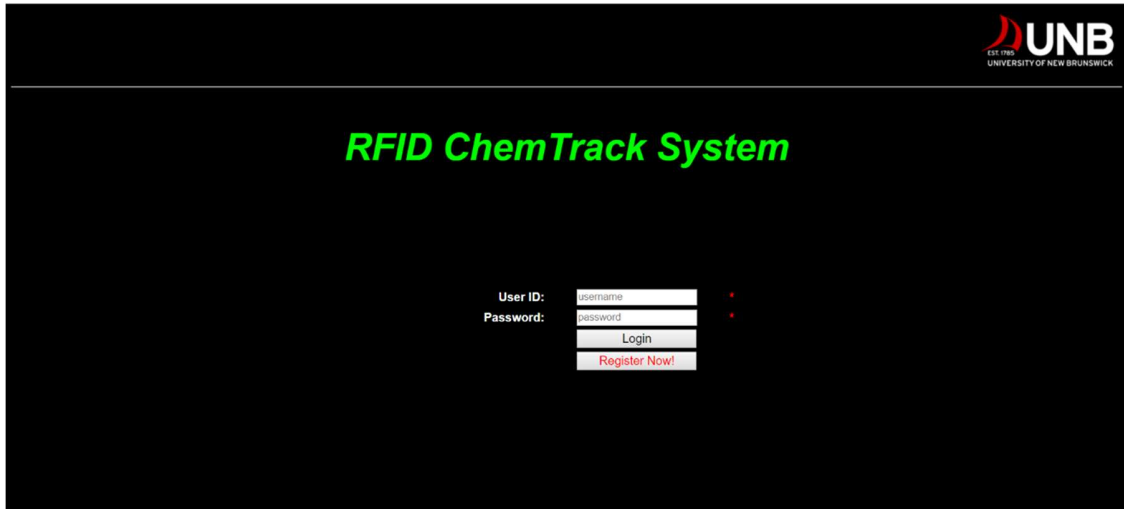 UNB
EST. 1785
UNIVERSITY OF NEW BRUNSWICK
RFID ChemTrack System
User ID: username *
Password: password *
Login
Register Now!